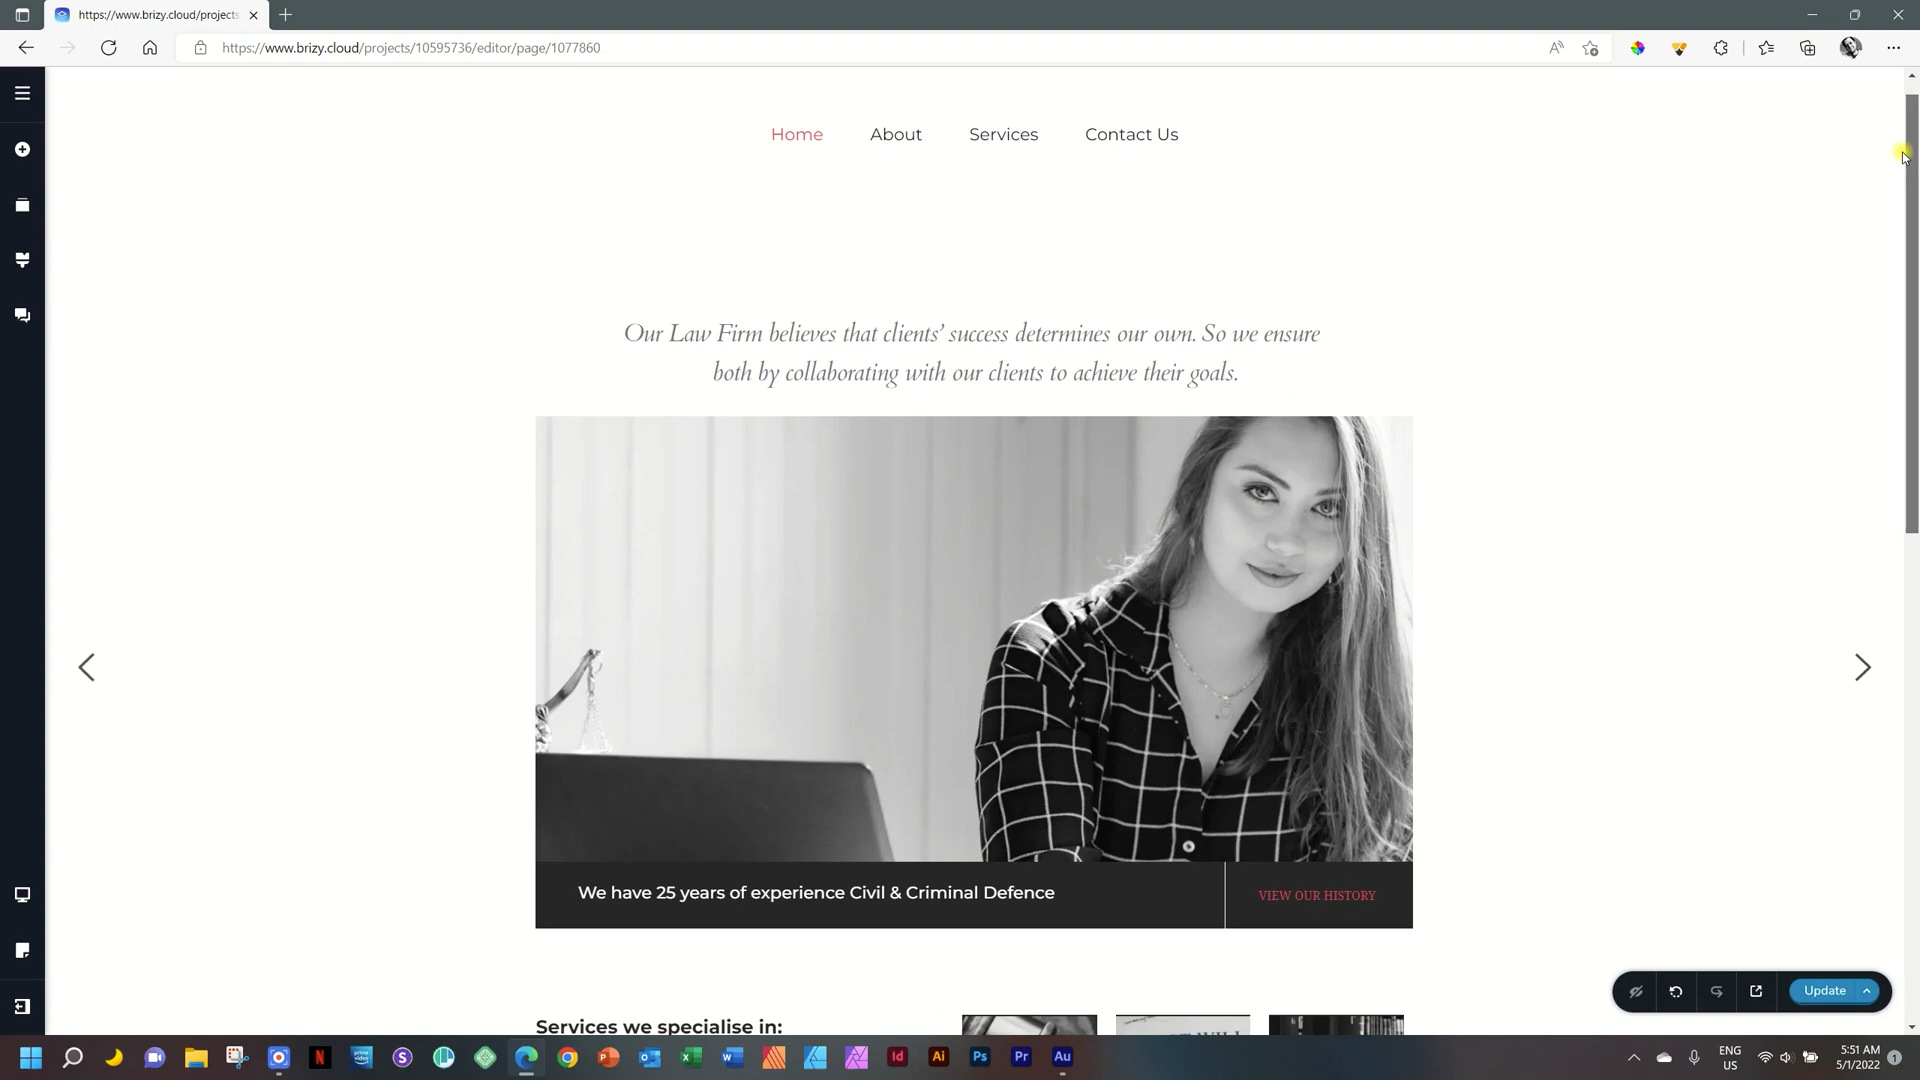 https://www.brizy.cloud/projects
https://www.brizy.cloud/projects/10595736/editor/page/1077860
Home About Services Contact Us
Our Law Firm believes that clients’ success determines our own. So we ensure
both by collaborating with our clients to achieve their goals.
We have 25 years of experience Civil & Criminal Defence
VIEW OUR HISTORY
Services we specialise in:
Update
ENG
US
5:51 AM
5/1/2022
1